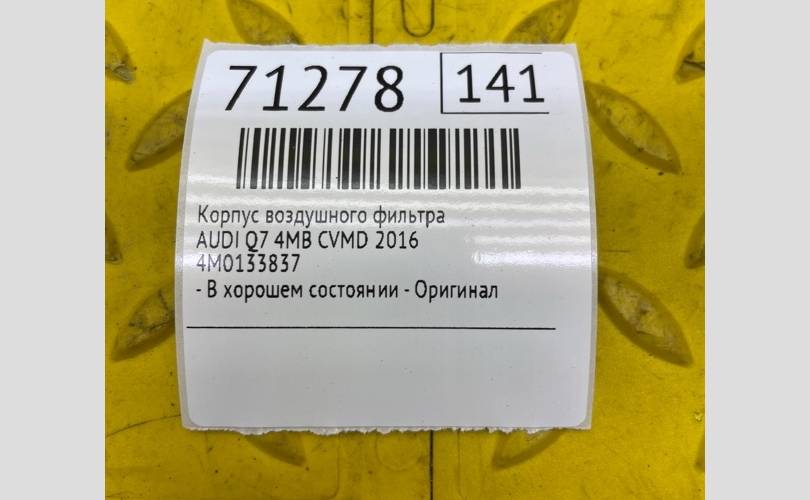 71278 141
Корпус воздушного фильтра
AUDI Q7 4MB CVMD 2016
4M0133837
- В хорошем состоянии - Оригинал